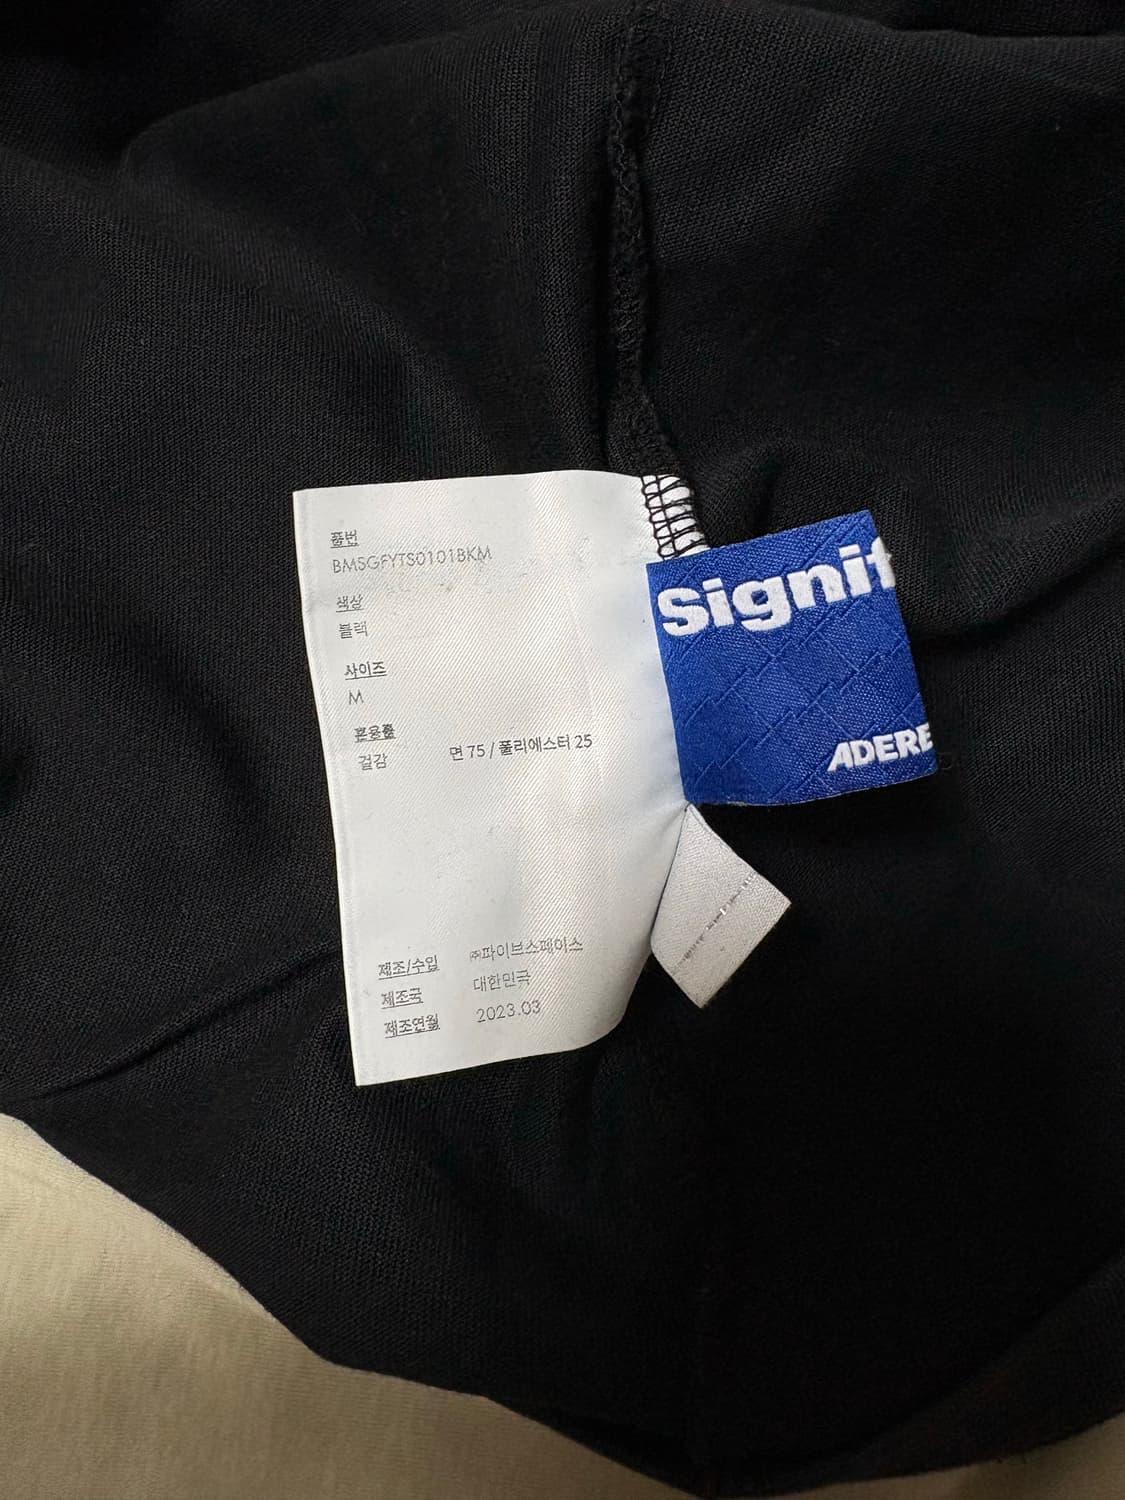 품번
BMSGFYTS0101BKM
색상
블랙
사이즈
M
혼용률
겉감 면 75 / 폴리에스터 25
제조/수입 ㈜파이브스페이스
제조국 대한민국
제조연월 2023.03
Signif
ADERE